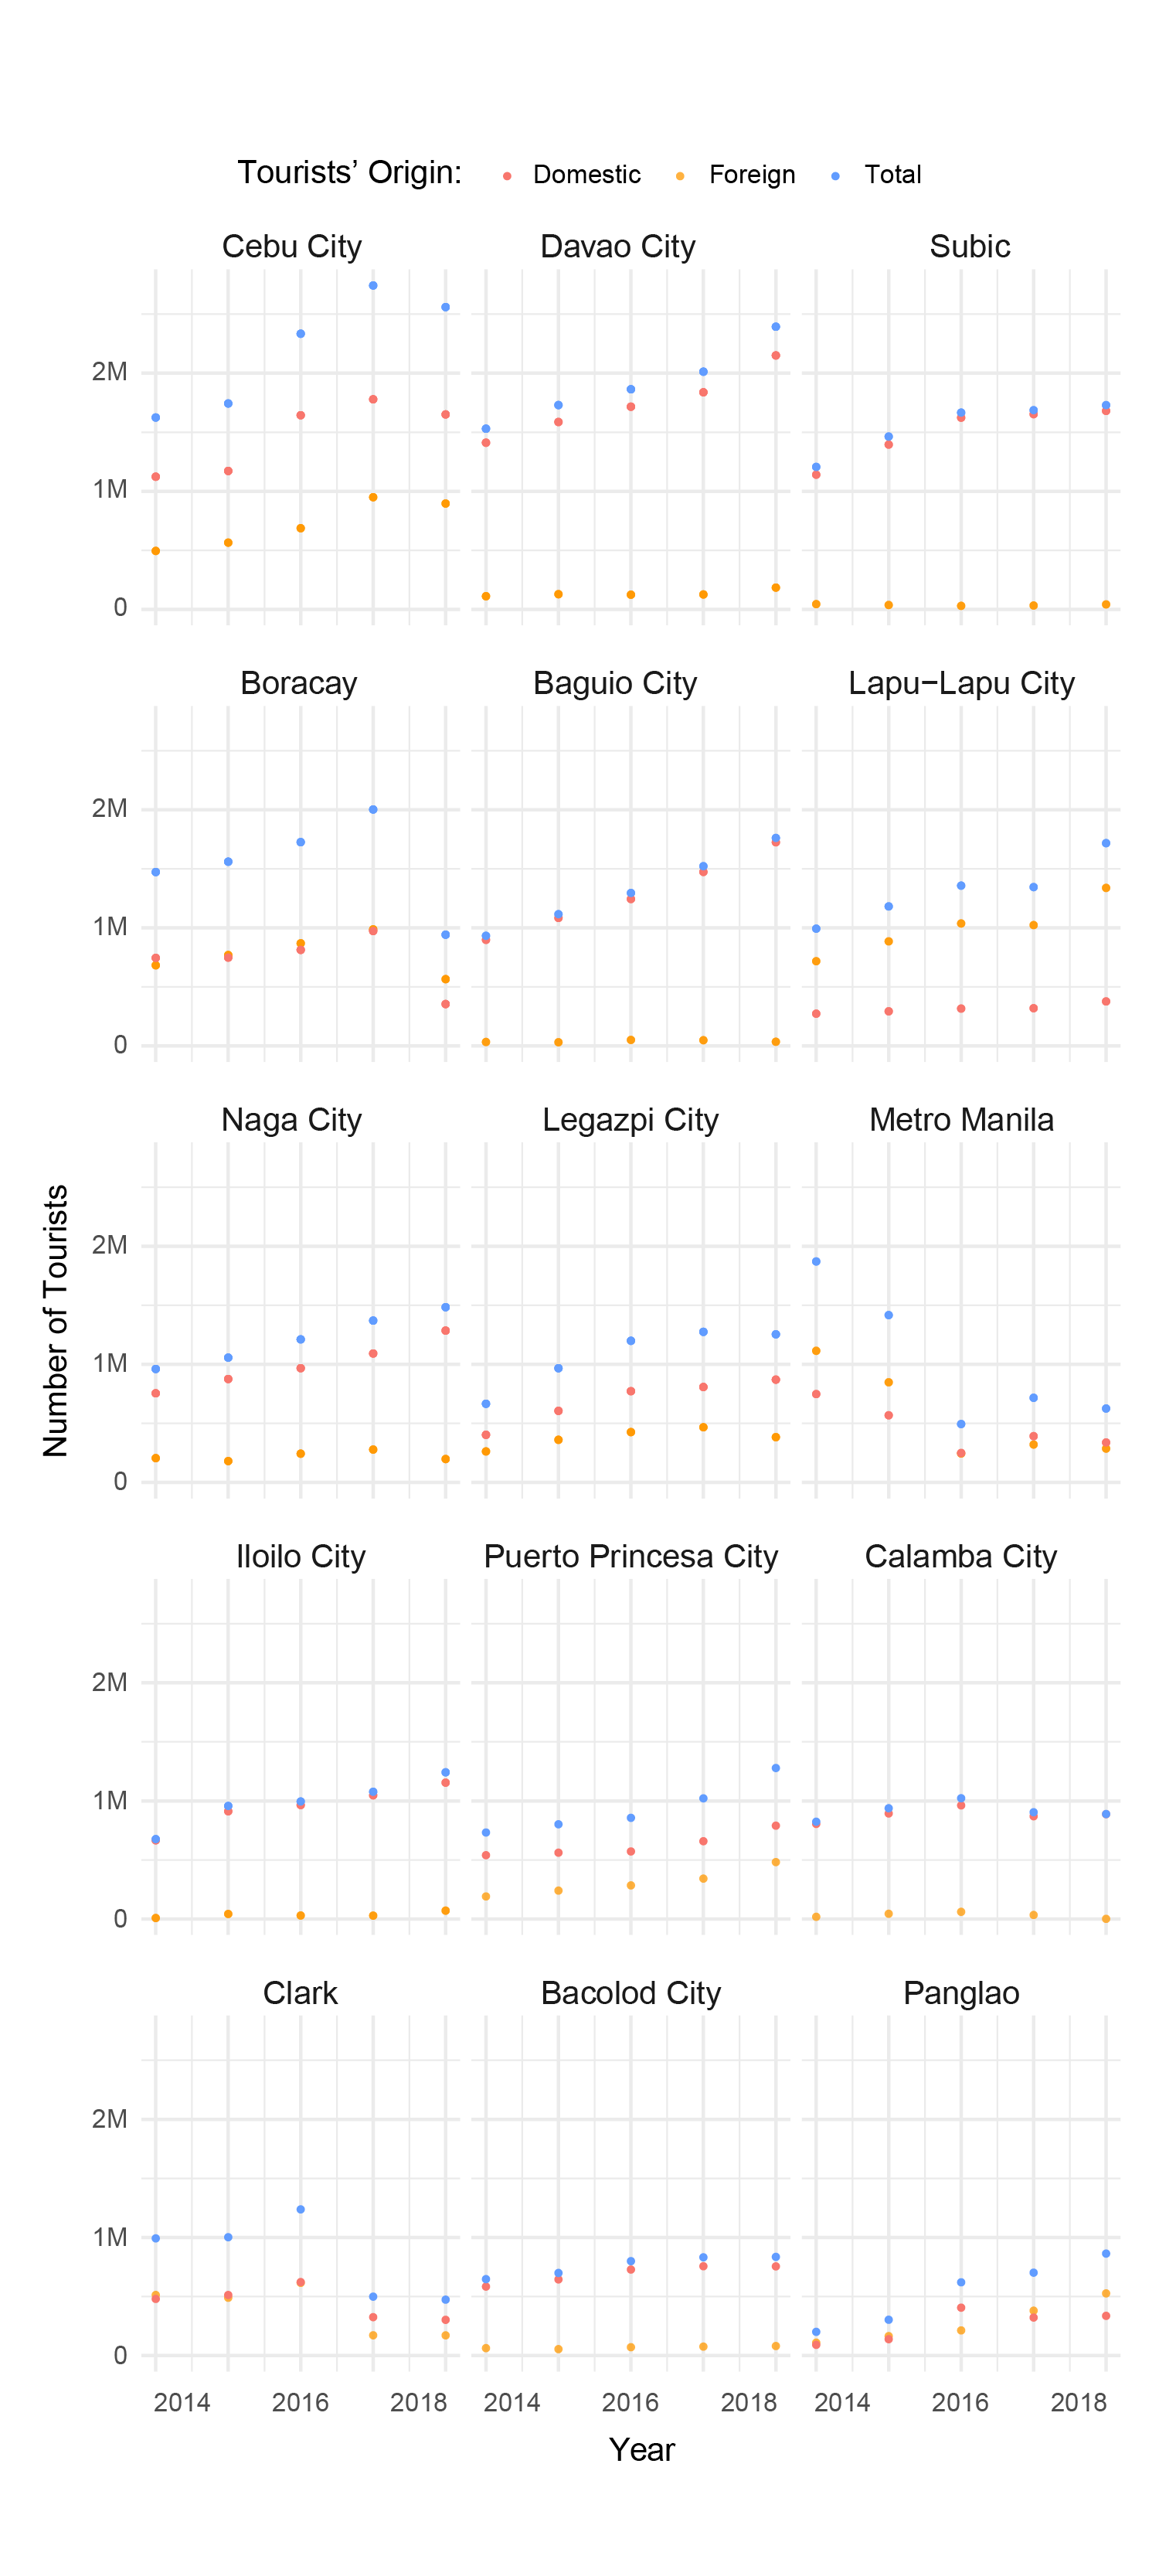 Tourists’ Origin: Domestic Foreign Total
Cebu City Davao City Subic
2M
1M
0
Boracay Baguio City Lapu−Lapu City
2M
1M
0
Naga City Legazpi City Metro Manila
2M
1M
0
Number of Tourists
Iloilo City Puerto Princesa City Calamba City
2M
1M
0
Clark Bacolod City Panglao
2M
1M
0
2014 2016 2018 2014 2016 2018 2014 2016 2018
Year